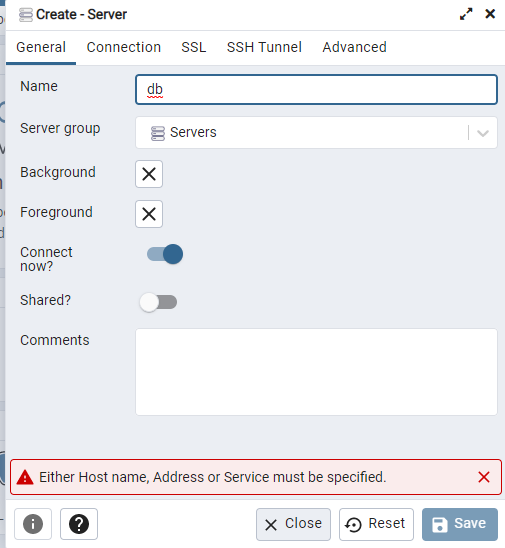 Create - Server
General Connection SSL SSH Tunnel Advanced
Name db
Server group Servers
Background
Foreground
Connect
now?
Shared?
Comments
Either Host name, Address or Service must be specified.
Close Reset Save